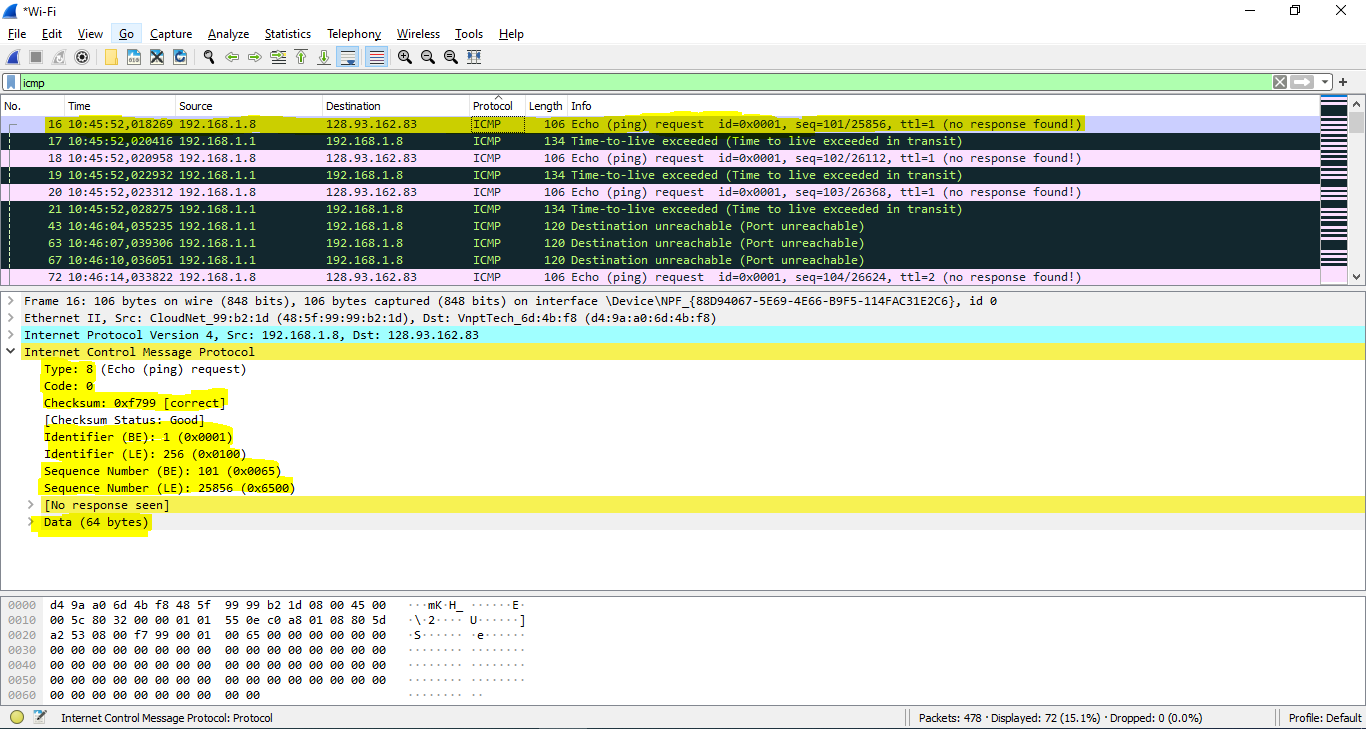 *Wi-Fi
File Edit View Go Capture Analyze Statistics Telephony Wireless Tools Help
icmp
No. Time Source Destination Protocol Length Info
16 10:45:52,018269 192.168.1.8 128.93.162.83 ICMP 106 Echo (ping) request id=0x0001, seq=101/25856, ttl=1 (no response found!)
17 10:45:52,020416 192.168.1.1 192.168.1.8 ICMP 134 Time-to-live exceeded (Time to live exceeded in transit)
18 10:45:52,020958 192.168.1.8 128.93.162.83 ICMP 106 Echo (ping) request id=0x0001, seq=102/26112, ttl=1 (no response found!)
19 10:45:52,022932 192.168.1.1 192.168.1.8 ICMP 134 Time-to-live exceeded (Time to live exceeded in transit)
20 10:45:52,023312 192.168.1.8 128.93.162.83 ICMP 106 Echo (ping) request id=0x0001, seq=103/26368, ttl=1 (no response found!)
21 10:45:52,028275 192.168.1.1 192.168.1.8 ICMP 134 Time-to-live exceeded (Time to live exceeded in transit)
43 10:46:04,035235 192.168.1.1 192.168.1.8 ICMP 120 Destination unreachable (Port unreachable)
63 10:46:07,039306 192.168.1.1 192.168.1.8 ICMP 120 Destination unreachable (Port unreachable)
67 10:46:10,036051 192.168.1.1 192.168.1.8 ICMP 120 Destination unreachable (Port unreachable)
72 10:46:14,033822 192.168.1.8 128.93.162.83 ICMP 106 Echo (ping) request id=0x0001, seq=104/26624, ttl=2 (no response found!)
Frame 16: 106 bytes on wire (848 bits), 106 bytes captured (848 bits) on interface \Device\NPF_{88D94067-5E69-4E66-B9F5-114FAC31E2C6}, id 0
Ethernet II, Src: CloudNet_99:b2:1d (48:5f:99:99:b2:1d), Dst: VnptTech_6d:4b:f8 (d4:9a:a0:6d:4b:f8)
Internet Protocol Version 4, Src: 192.168.1.8, Dst: 128.93.162.83
Internet Control Message Protocol
Type: 8 (Echo (ping) request)
Code: 0
Checksum: 0xf799 [correct]
[Checksum Status: Good]
Identifier (BE): 1 (0x0001)
Identifier (LE): 256 (0x0100)
Sequence Number (BE): 101 (0x0065)
Sequence Number (LE): 25856 (0x6500)
[No response seen]
Data (64 bytes)
0000 d4 9a a0 6d 4b f8 48 5f 99 99 b2 1d 08 00 45 00 ···mK·H_ ······E·
0010 00 5c 80 32 00 00 01 01 55 0e c0 a8 01 08 80 5d ·\·2···· U······]
0020 a2 53 08 00 f7 99 00 01 00 65 00 00 00 00 00 00 ·S······ ·e······
0030 00 00 00 00 00 00 00 00 00 00 00 00 00 00 00 00 ········ ········
0040 00 00 00 00 00 00 00 00 00 00 00 00 00 00 00 00 ········ ········
0050 00 00 00 00 00 00 00 00 00 00 00 00 00 00 00 00 ········ ········
0060 00 00 00 00 00 00 00 00 00 00 ········ ··
Internet Control Message Protocol: Protocol Packets: 478 · Displayed: 72 (15.1%) · Dropped: 0 (0.0%) Profile: Default